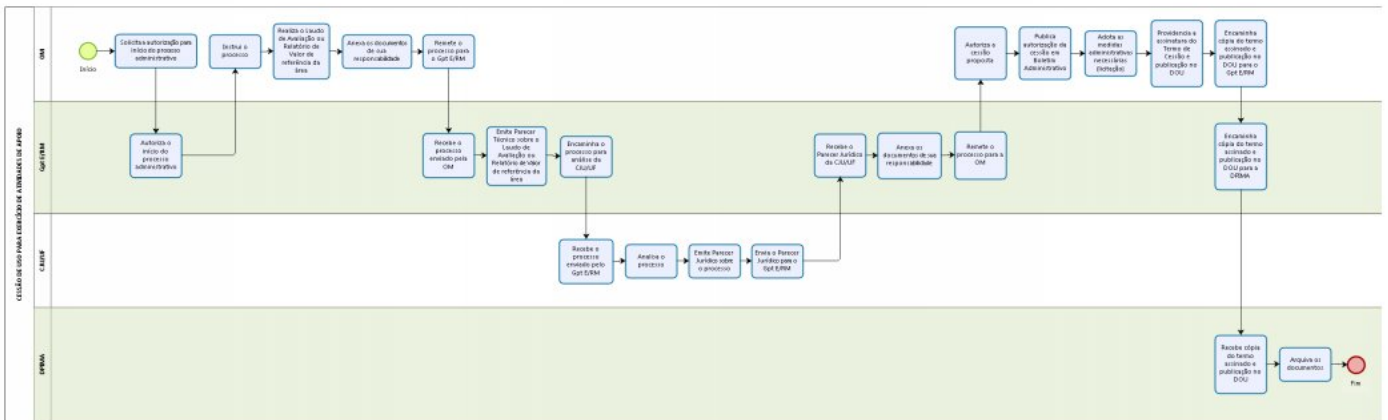 CESSÃO DE USO PARA EXERCÍCIO DE ATIVIDADES DE APOIO
OM
Início
Solicita autorização para
início do processo
administrativo
Instrui o
processo
Realiza o Laudo
de Avaliação ou
Relatório de
Valor de
referência da
área
Anexa os documentos
de sua
responsabilidade
Remete o
processo para
o Gpt E/RM
Autoriza a
cessão
proposta
Publica
autorização da
cessão em
Boletim
Administrativo
Adota as
medidas
administrativas
necessárias
(licitação)
Providencia a
assinatura do
Termo de
Cessão e
publicação no
DOU
Encaminha
cópia do termo
assinado e
publicação no
DOU para o
Gpt E/RM
Gpt E/RM
Autoriza o
início do
processo
administrativo
Recebe o
processo
enviado pela
OM
Emite Parecer
Técnico sobre o
Laudo de
Avaliação ou
Relatório de Valor
de referência da
área
Encaminha o
processo para
análise da
CJU/UF
Recebe o
Parecer Jurídico
da CJU/UF
Anexa os
documentos de sua
responsabilidade
Remete o
processo para a
OM
Encaminha
cópia do termo
assinado e
publicação no
DOU para a
DPIMA
CJU/UF
Recebe o
processo
enviado pelo
Gpt E/RM
Analisa o
processo
Emite Parecer
Jurídico sobre
o processo
Envia o Parecer
Jurídico para o
Gpt E/RM
DPIMA
Recebe cópia
do termo
assinado e
publicação no
DOU
Arquiva os
documentos
Fim